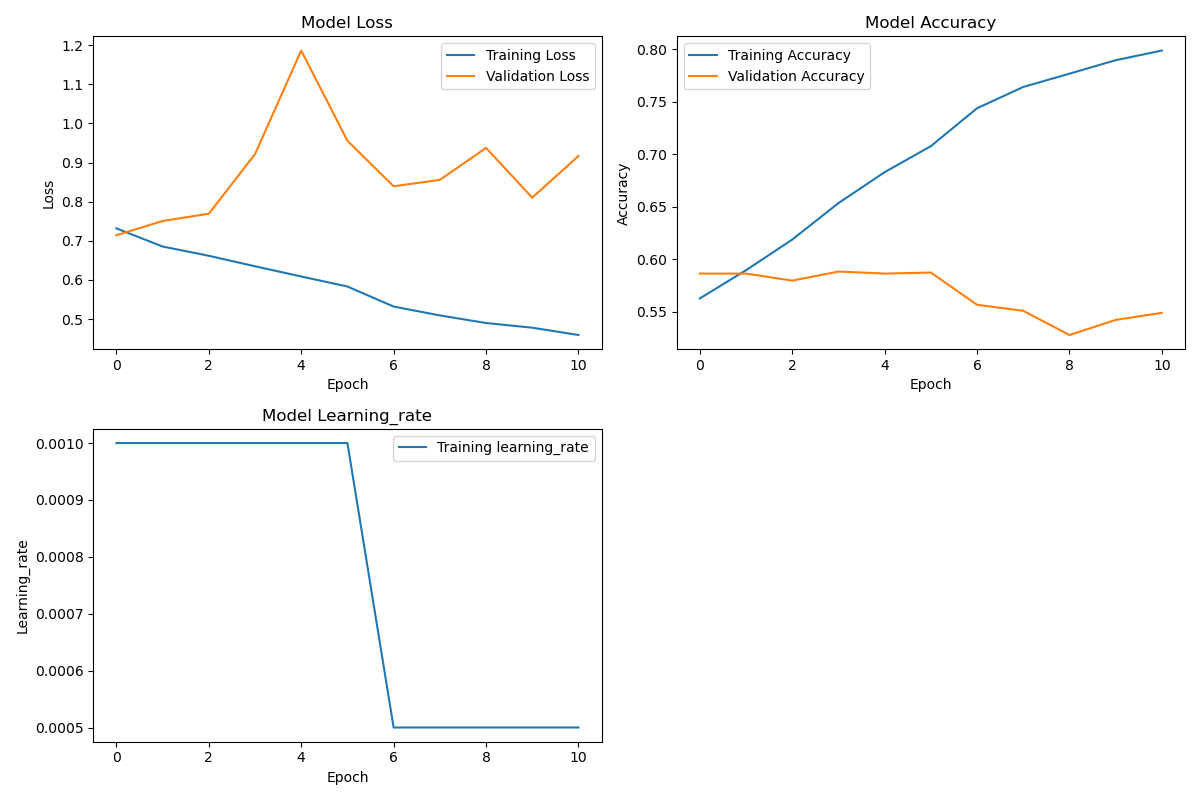 Model Loss
1.2
1.1
1.0
0.9
0.8
0.7
0.6
0.5
Loss
Training Loss
Validation Loss
0 2 4 6 8 10
Epoch
Model Accuracy
0.80
0.75
0.70
0.65
0.60
0.55
Accuracy
Training Accuracy
Validation Accuracy
0 2 4 6 8 10
Epoch
Model Learning_rate
0.0010
0.0009
0.0008
0.0007
0.0006
0.0005
Learning_rate
Training learning_rate
0 2 4 6 8 10
Epoch